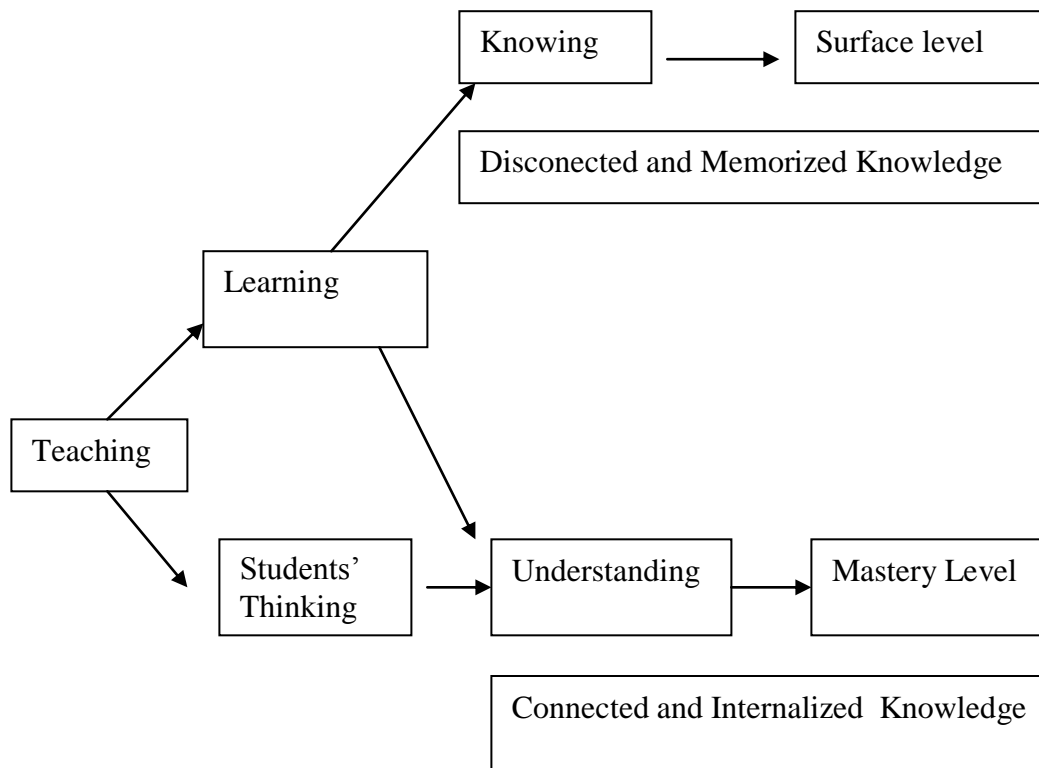 Knowing
Surface level
Disconected and Memorized Knowledge
Learning
Teaching
Students’
Thinking
Understanding
Mastery Level
Connected and Internalized  Knowledge